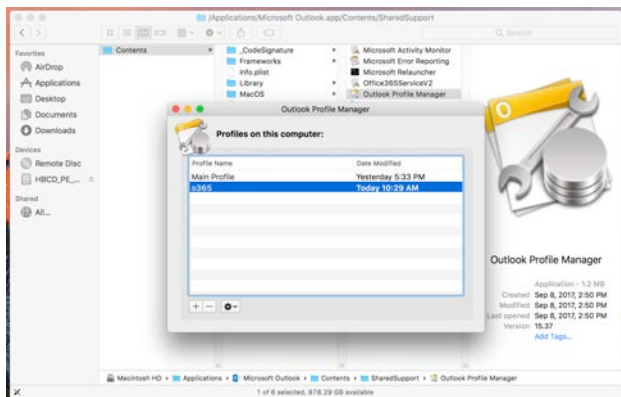 /Applications/Microsoft Outlook.app/Contents/SharedSupport
Search
Favorites
AirDrop
Applications
Desktop
Documents
Downloads
Devices
Remote Disc
HBCD_PE_...
Shared
All...
Contents
_CodeSignature
Frameworks
Info.plist
Library
MacOS
Microsoft Activity Monitor
Microsoft Error Reporting
Microsoft Relauncher
Office365ServiceV2
Outlook Profile Manager
Outlook Profile Manager
Profiles on this computer:
Profile Name Date Modified
Main Profile Yesterday 5:33 PM
o365 Today 10:29 AM
Outlook Profile Manager
Application - 1.2 MB
Created Sep 8, 2017, 2:50 PM
Modified Sep 8, 2017, 2:50 PM
Last opened Sep 8, 2017, 2:50 PM
Version 15.37
Add Tags...
Macintosh HD › Applications › Microsoft Outlook › Contents › SharedSupport › Outlook Profile Manager
1 of 6 selected, 978.29 GB available